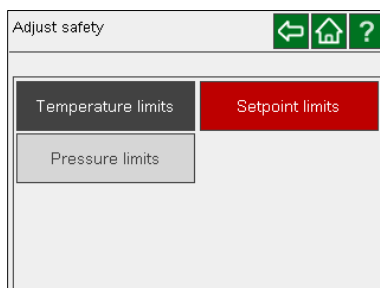 Adjust safety ?
Temperature limits Setpoint limits
Pressure limits